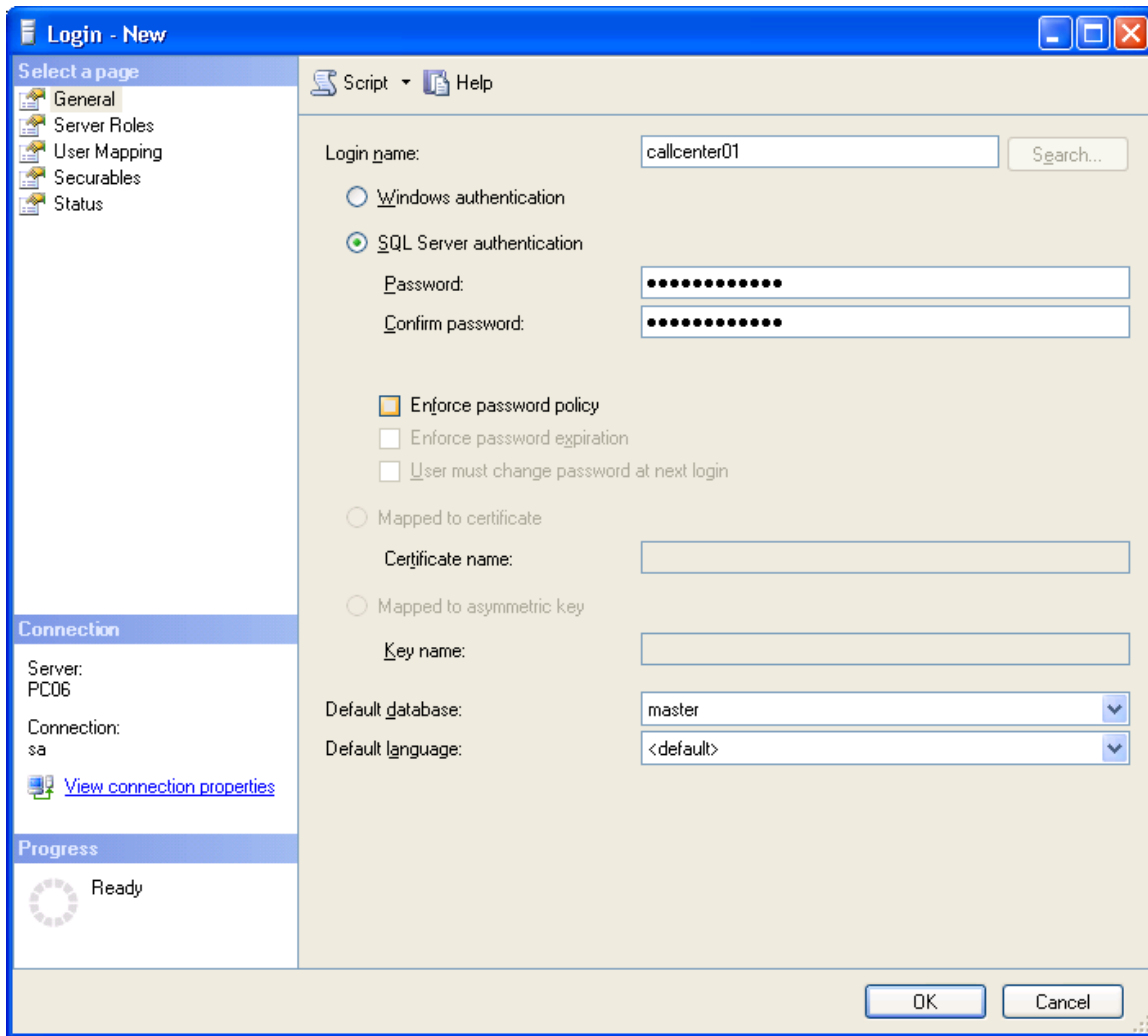 Login - New
Select a page
General
Server Roles
User Mapping
Securables
Status
Script Help
Login name: callcenter01 Search...
Windows authentication
SQL Server authentication
Password: ●●●●●●●●●●●●
Confirm password: ●●●●●●●●●●●●
Enforce password policy
Enforce password expiration
User must change password at next login
Mapped to certificate
Certificate name:
Mapped to asymmetric key
Key name:
Default database: master
Default language: <default>
Connection
Server:
PC06
Connection:
sa
View connection properties
Progress
Ready
OK Cancel